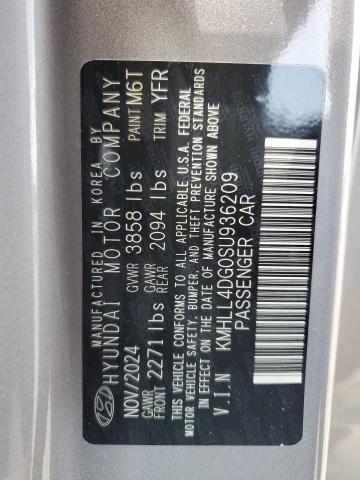 MANUFACTURED IN KOREA BY
HYUNDAI MOTOR COMPANY
NOV/2024 GVWR 3858 lbs PAINT M6T
GAWR FRONT 2271 lbs GAWR REAR 2094 lbs TRIM YFR
THIS VEHICLE CONFORMS TO ALL APPLICABLE U.S.A. FEDERAL
MOTOR VEHICLE SAFETY, BUMPER, AND THEFT PREVENTION STANDARDS
IN EFFECT ON THE DATE OF MANUFACTURE SHOWN ABOVE
V.I.N KMHLL4DG0SU936209
PASSENGER CAR